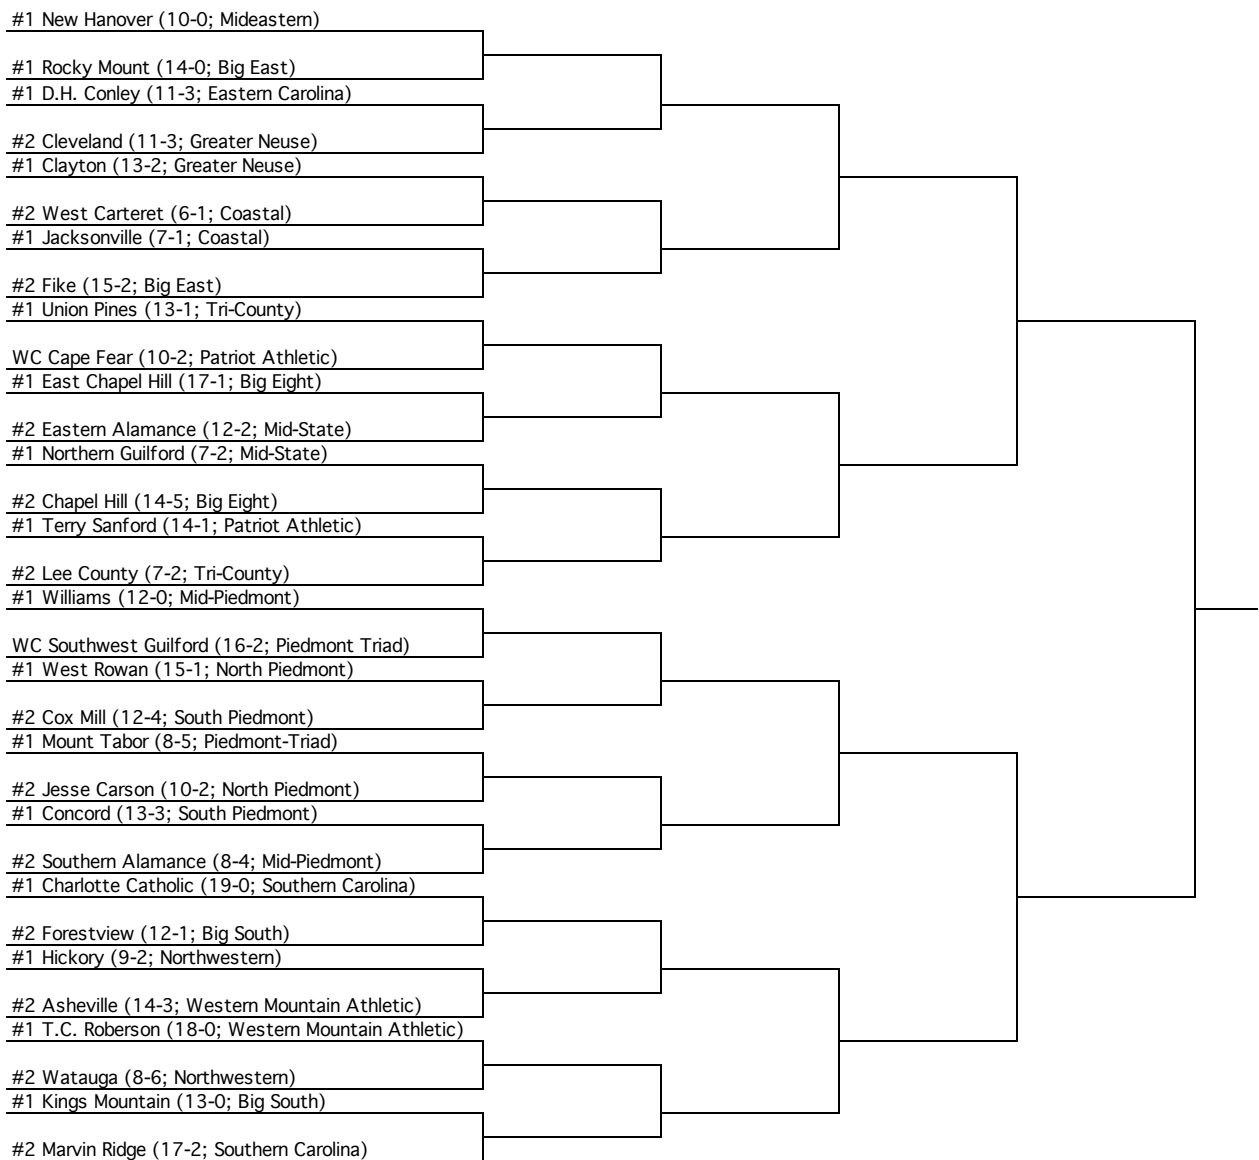 #1 New Hanover (10-0; Mideastern)
#1 Rocky Mount (14-0; Big East)
#1 D.H. Conley (11-3; Eastern Carolina)
#2 Cleveland (11-3; Greater Neuse)
#1 Clayton (13-2; Greater Neuse)
#2 West Carteret (6-1; Coastal)
#1 Jacksonville (7-1; Coastal)
#2 Fike (15-2; Big East)
#1 Union Pines (13-1; Tri-County)
WC Cape Fear (10-2; Patriot Athletic)
#1 East Chapel Hill (17-1; Big Eight)
#2 Eastern Alamance (12-2; Mid-State)
#1 Northern Guilford (7-2; Mid-State)
#2 Chapel Hill (14-5; Big Eight)
#1 Terry Sanford (14-1; Patriot Athletic)
#2 Lee County (7-2; Tri-County)
#1 Williams (12-0; Mid-Piedmont)
WC Southwest Guilford (16-2; Piedmont Triad)
#1 West Rowan (15-1; North Piedmont)
#2 Cox Mill (12-4; South Piedmont)
#1 Mount Tabor (8-5; Piedmont-Triad)
#2 Jesse Carson (10-2; North Piedmont)
#1 Concord (13-3; South Piedmont)
#2 Southern Alamance (8-4; Mid-Piedmont)
#1 Charlotte Catholic (19-0; Southern Carolina)
#2 Forestview (12-1; Big South)
#1 Hickory (9-2; Northwestern)
#2 Asheville (14-3; Western Mountain Athletic)
#1 T.C. Roberson (18-0; Western Mountain Athletic)
#2 Watauga (8-6; Northwestern)
#1 Kings Mountain (13-0; Big South)
#2 Marvin Ridge (17-2; Southern Carolina)